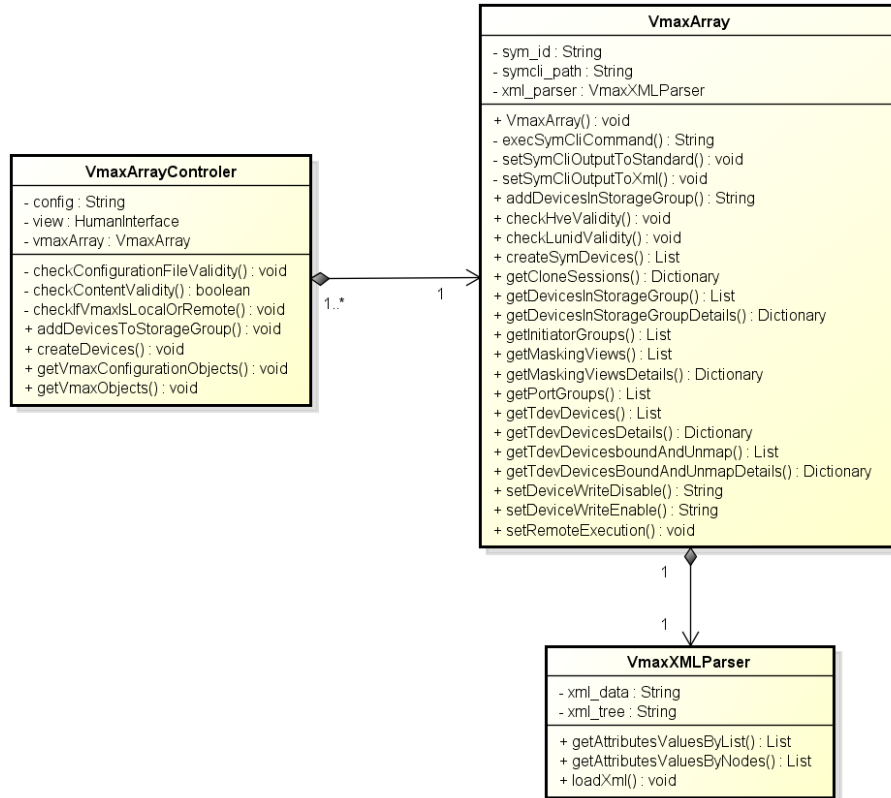 VmaxArray
- sym_id : String
- symcli_path : String
- xml_parser : VmaxXMLParser
+ VmaxArray() : void
- execSymCliCommand() : String
- setSymCliOutputToStandard() : void
- setSymCliOutputToXml() : void
+ addDevicesInStorageGroup() : String
+ checkHveValidity() : void
+ checkLunidValidity() : void
+ createSymDevices() : List
+ getCloneSessions() : Dictionary
+ getDevicesInStorageGroup() : List
+ getDevicesInStorageGroupDetails() : Dictionary
+ getInitiatorGroups() : List
+ getMaskingViews() : List
+ getMaskingViewsDetails() : Dictionary
+ getPortGroups() : List
+ getTdevDevices() : List
+ getTdevDevicesDetails() : Dictionary
+ getTdevDevicesboundAndUnmap() : List
+ getTdevDevicesBoundAndUnmapDetails() : Dictionary
+ setDeviceWriteDisable() : String
+ setDeviceWriteEnable() : String
+ setRemoteExecution() : void
VmaxArrayControler
- config : String
- view : HumanInterface
- vmaxArray : VmaxArray
- checkConfigurationFileValidity() : void
- checkContentValidity() : boolean
- checkIfVmaxIsLocalOrRemote() : void
+ addDevicesToStorageGroup() : void
+ createDevices() : void
+ getVmaxConfigurationObjects() : void
+ getVmaxObjects() : void
1..*
1
1
1
VmaxXMLParser
- xml_data : String
- xml_tree : String
+ getAttributesValuesByList() : List
+ getAttributesValuesByNodes() : List
+ loadXml() : void